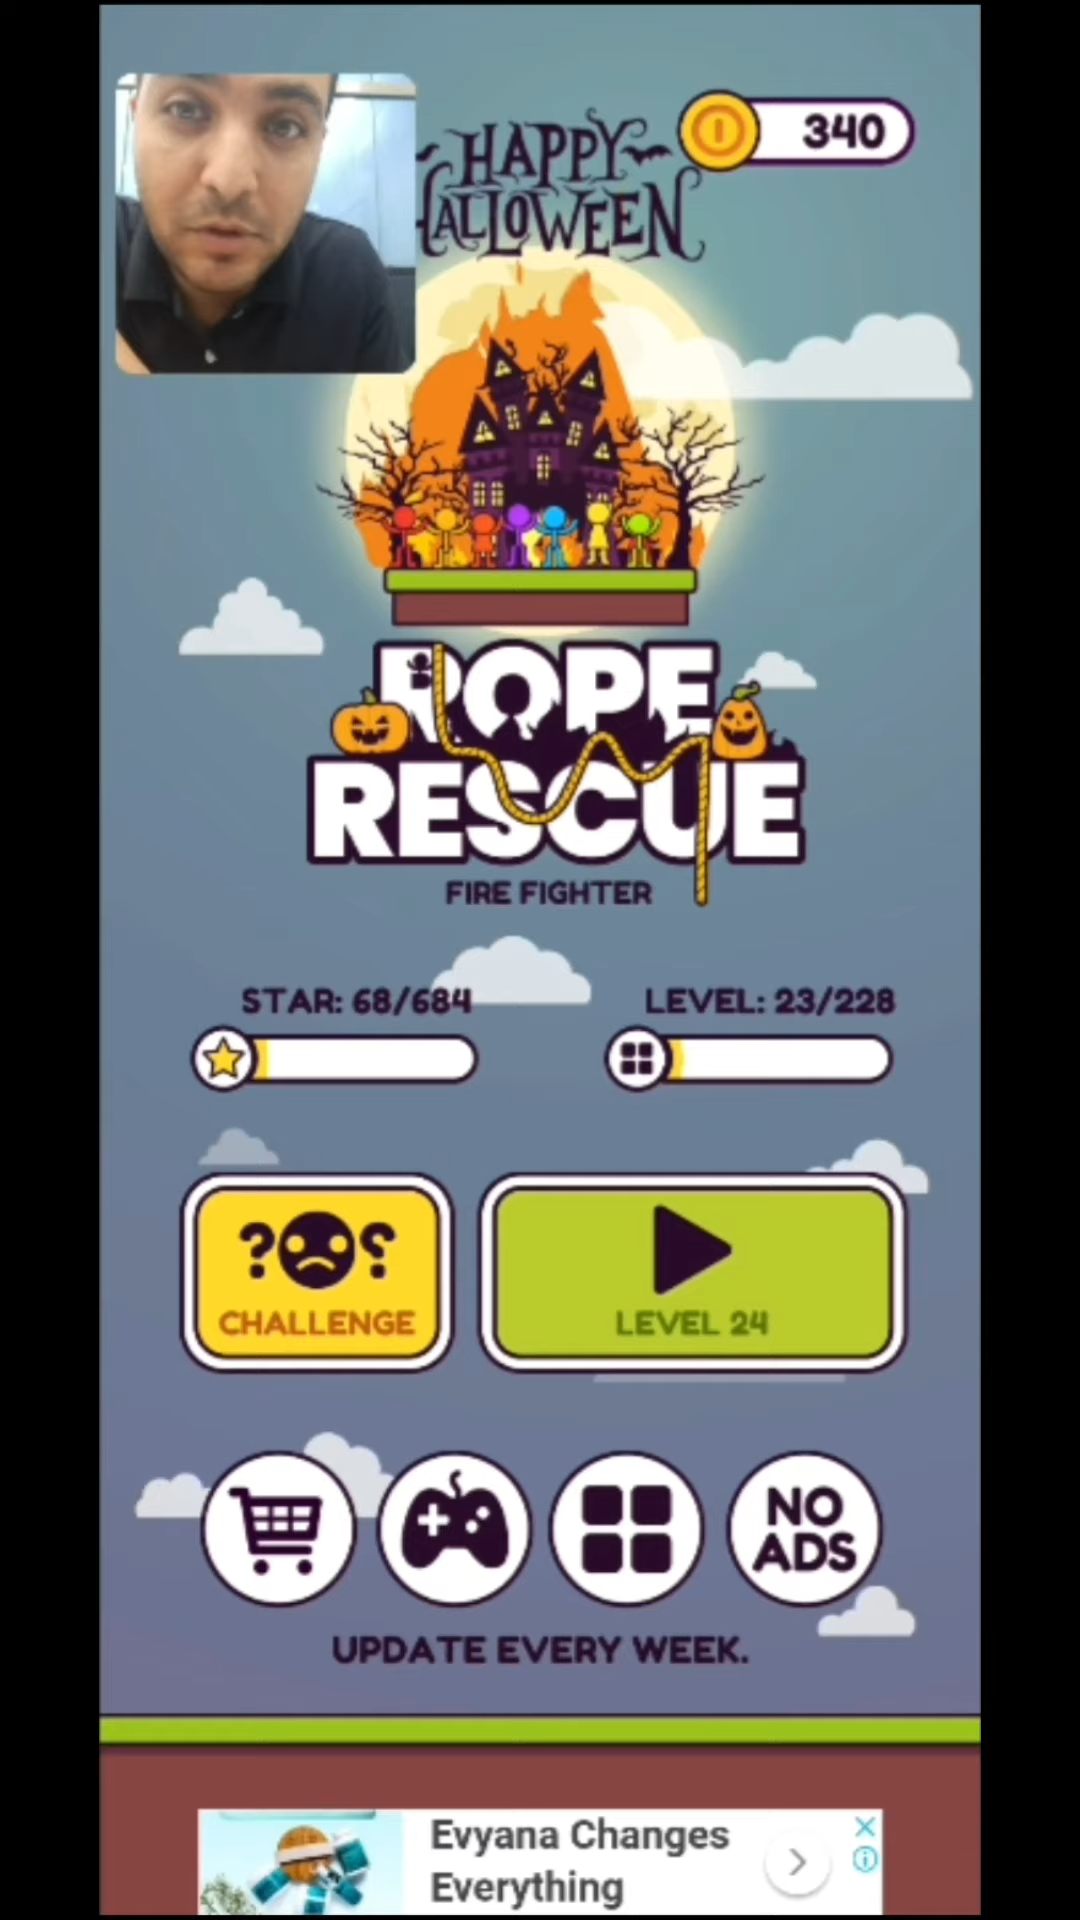 HAPPY
340
HALLOWEEN
ROPE
RESCUE
FIRE FIGHTER
STAR: 68/684
LEVEL: 23/228
? ?
CHALLENGE
LEVEL 24
NO
ADS
UPDATE EVERY WEEK.
Evyana Changes
Everything